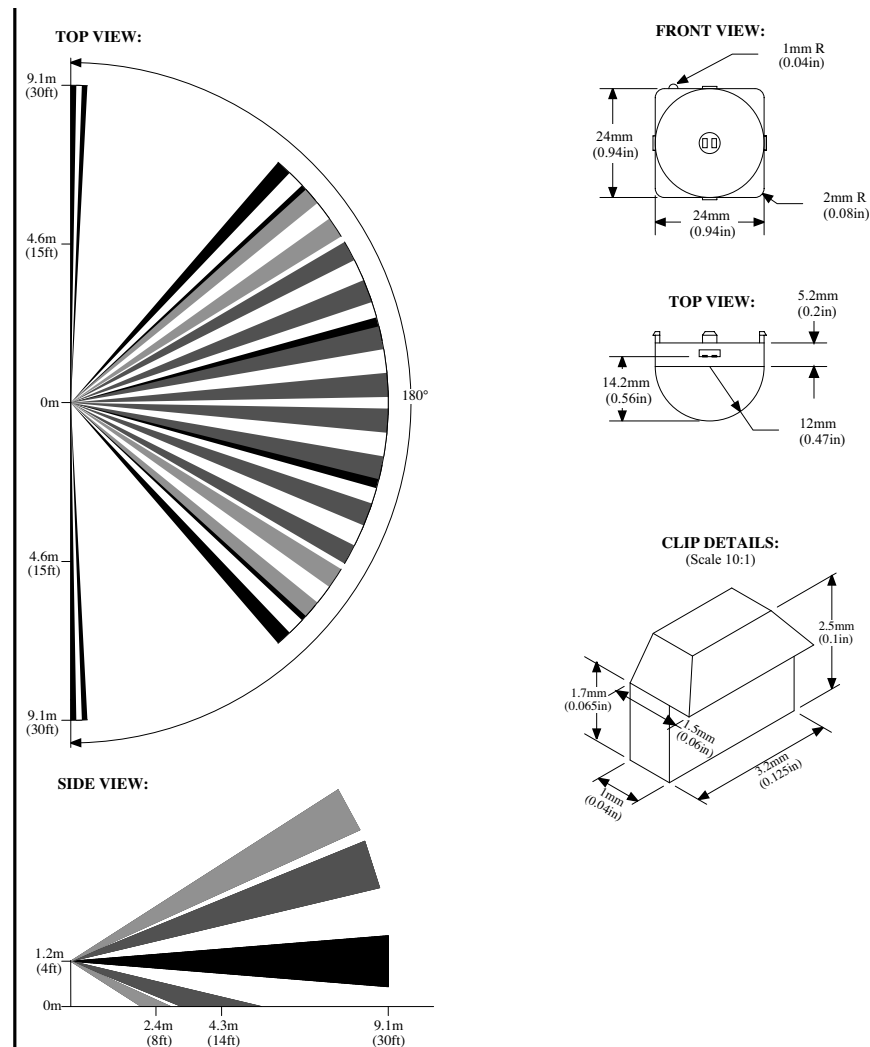 TOP VIEW:
9.1m
(30ft)
4.6m
(15ft)
0m
180°
4.6m
(15ft)
9.1m
(30ft)
SIDE VIEW:
1.2m
(4ft)
0m
2.4m
(8ft)
4.3m
(14ft)
9.1m
(30ft)
FRONT VIEW:
1mm R
(0.04in)
24mm
(0.94in)
2mm R
(0.08in)
24mm
(0.94in)
TOP VIEW:
5.2mm
(0.2in)
14.2mm
(0.56in)
12mm
(0.47in)
CLIP DETAILS:
(Scale 10:1)
2.5mm
(0.1in)
1.7mm
(0.065in)
1.5mm
(0.06in)
3.2mm
(0.125in)
1mm
(0.04in)